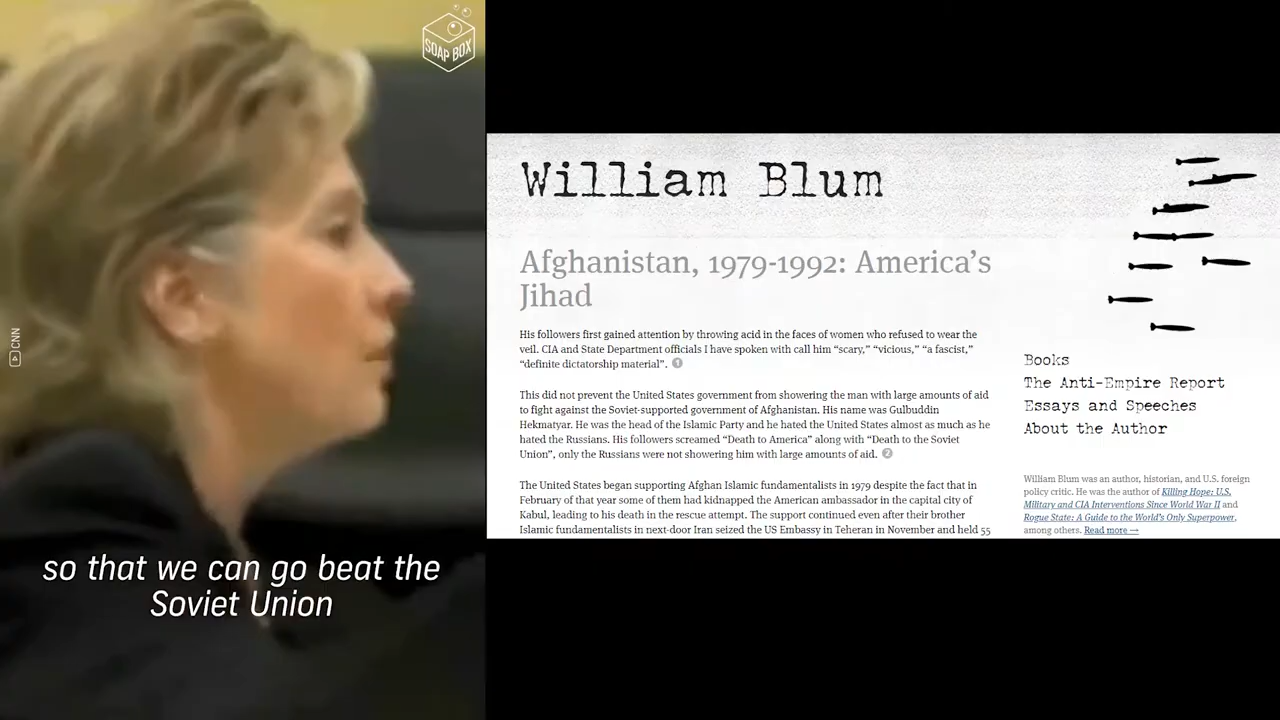 SOAP BOX
CNN
so that we can go beat the
Soviet Union
William Blum
Afghanistan, 1979-1992: America’s
Jihad
His followers first gained attention by throwing acid in the faces of women who refused to wear the
veil. CIA and State Department officials I have spoken with call him “scary,” “vicious,” “a fascist,”
“definite dictatorship material”. 1
This did not prevent the United States government from showing the man with large amounts of aid
to fight against the Soviet-supported government of Afghanistan. His name was Gulbuddin
Hekmatyar. He was the head of the Islamic Party and he hated the United States almost as much as he
hated the Russians. His followers screamed “Death to America” along with “Death to the Soviet
Union”, only the Russians were not showering him with large amounts of aid. 2
The United States began supporting Afghan Islamic fundamentalists in 1979 despite the fact that in
February of that year some of them had kidnapped the American ambassador in the capital city of
Kabul, leading to his death in the rescue attempt. The support continued even after their brother
Islamic fundamentalists in next-door Iran seized the US Embassy in Teheran in November and held 55
Books
The Anti-Empire Report
Essays and Speeches
About the Author
William Blum was an author, historian, and U.S. foreign
policy critic. He was the author of Killing Hope: U.S.
Military and CIA Interventions Since World War II and
Rogue State: A Guide to the World's Only Superpower,
among others. Read more →